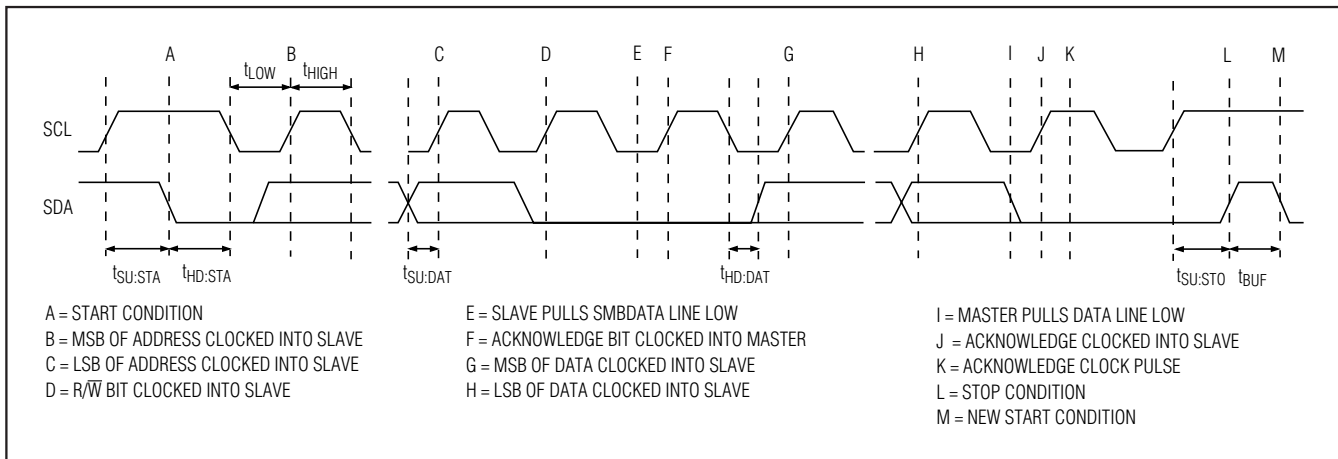 A B C D E F G H I J K L M
tLOW tHIGH
SCL
SDA
tSU:STA tHD:STA tSU:DAT tHD:DAT tSU:STO tBUF
A = START CONDITION
B = MSB OF ADDRESS CLOCKED INTO SLAVE
C = LSB OF ADDRESS CLOCKED INTO SLAVE
D = R/W̅ BIT CLOCKED INTO SLAVE
E = SLAVE PULLS SMBDATA LINE LOW
F = ACKNOWLEDGE BIT CLOCKED INTO MASTER
G = MSB OF DATA CLOCKED INTO SLAVE
H = LSB OF DATA CLOCKED INTO SLAVE
I = MASTER PULLS DATA LINE LOW
J = ACKNOWLEDGE CLOCKED INTO SLAVE
K = ACKNOWLEDGE CLOCK PULSE
L = STOP CONDITION
M = NEW START CONDITION